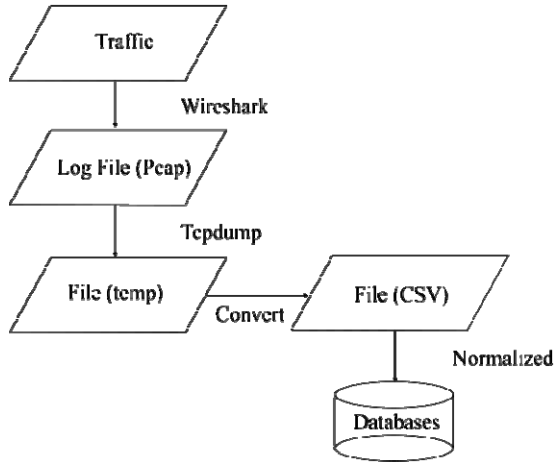 Traffic
Wireshark
Log File (Pcap)
Tcpdump
File (temp)
Convert
File (CSV)
Normalized
Databases